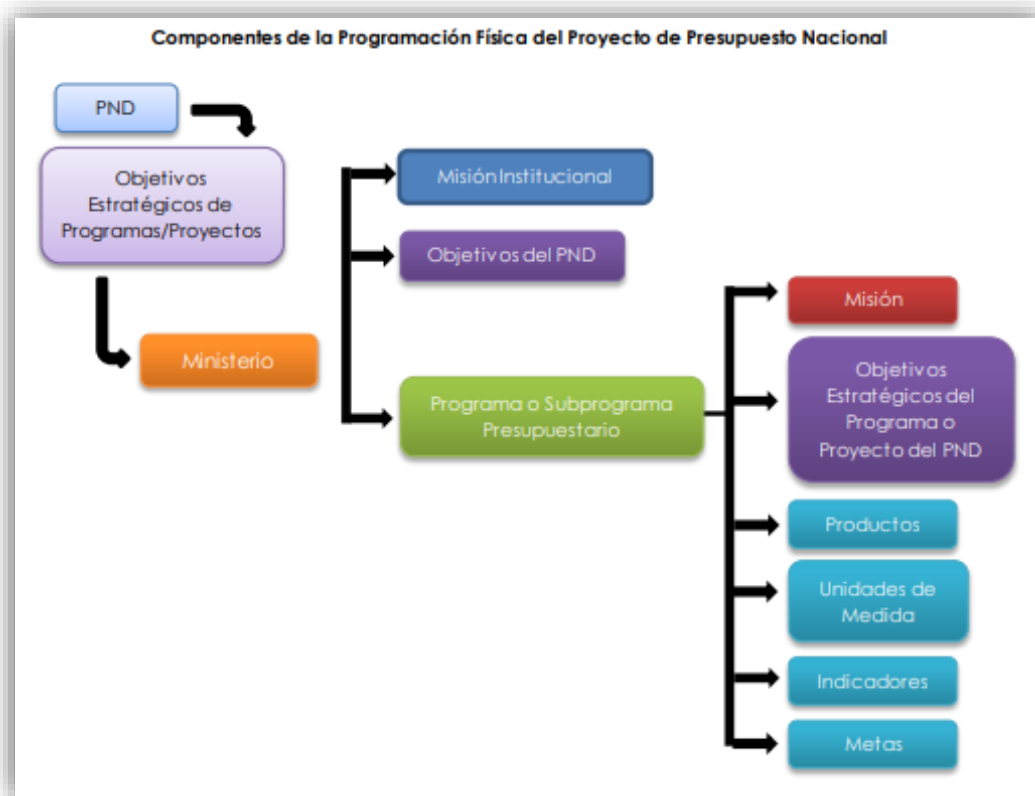 Componentes de la Programación Física del Proyecto de Presupuesto Nacional
PND
Objetivos
Estratégicos de
Programas/Proyectos
Ministerio
Misión Institucional
Objetivos del PND
Programa o Subprograma
Presupuestario
Misión
Objetivos
Estratégicos del
Programa o
Proyecto del PND
Productos
Unidades de
Medida
Indicadores
Metas